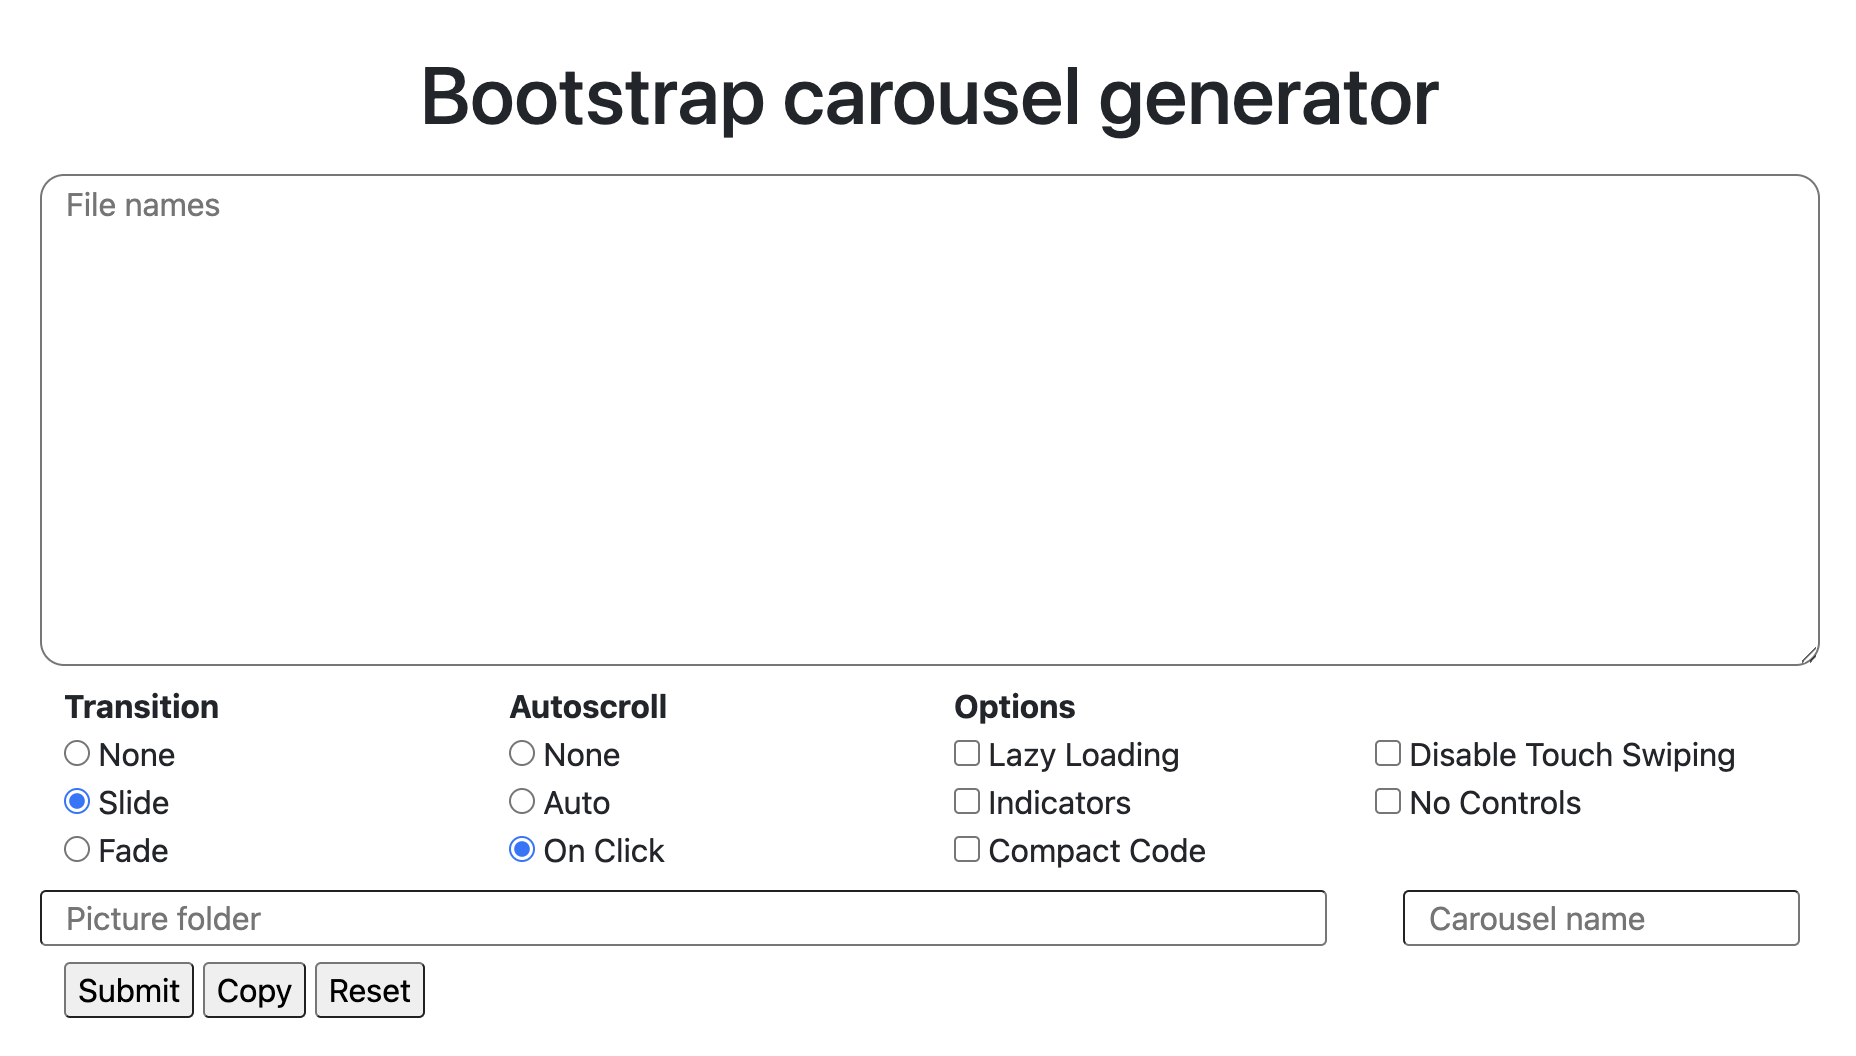 Bootstrap carousel generator
File names
Transition
None
Slide
Fade
Autoscroll
None
Auto
On Click
Options
Lazy Loading
Indicators
Compact Code
Disable Touch Swiping
No Controls
Picture folder
Carousel name
Submit Copy Reset